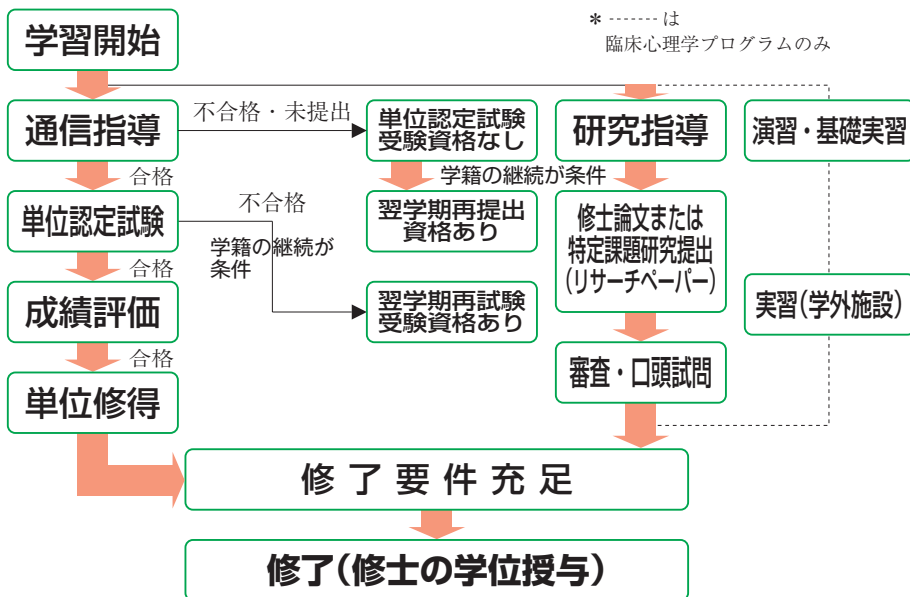 学習開始
＊ ------- は
臨床心理学プログラムのみ
通信指導
不合格・未提出
単位認定試験
受験資格なし
研究指導
演習・基礎実習
合格
学籍の継続が条件
単位認定試験
不合格
翌学期再提出
資格あり
修士論文または
特定課題研究提出
(リサーチペーパー)
学籍の継続が
条件
合格
成績評価
翌学期再試験
受験資格あり
実習(学外施設)
合格
審査・口頭試問
単位修得
修了要件充足
修了(修士の学位授与)